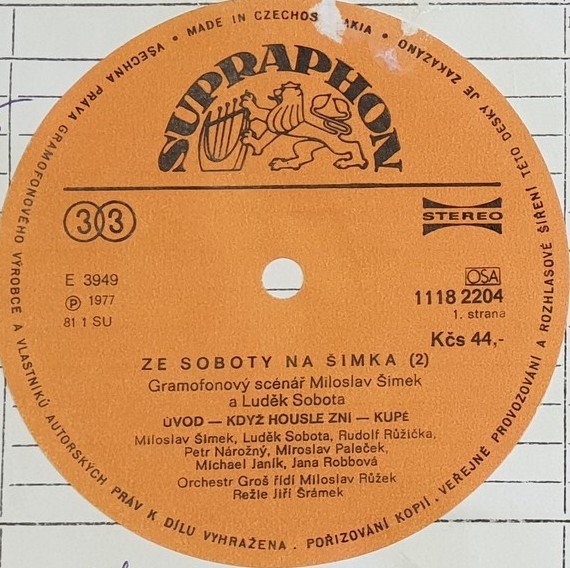 VŠECHNA PRÁVA GRAMOFONOVÉHO VÝROBCE A VLASTNÍKŮ AUTORSKÝCH PRÁV K DÍLU VYHRAŽENA . POŘIZOVÁNÍ KOPIÍ . VEŘEJNÉ PROVOZOVÁNÍ A ROZHLASOVÉ ŠÍŘENÍ TÉTO DESKY JE ZAKÁZÁNO • MADE IN CZECHOS AKIA •
SUPRAPHON
33
STEREO
E 3949
OSA
Ⓟ 1977
1118 2204
81 1 SU
1. strana
Kčs 44,-
ZE SOBOTY NA ŠIMKA (2)
Gramofonový scénář Miloslav Šimek
a Luděk Sobota
ÚVOD — KDYŽ HOUSLE ZNÍ — KUPÉ
Miloslav Šimek, Luděk Sobota, Rudolf Růžička,
Petr Nárožný, Miroslav Paleček,
Michael Janík, Jana Robbová
Orchestr Groš řídí Miloslav Růžek
Režie Jiří Šrámek